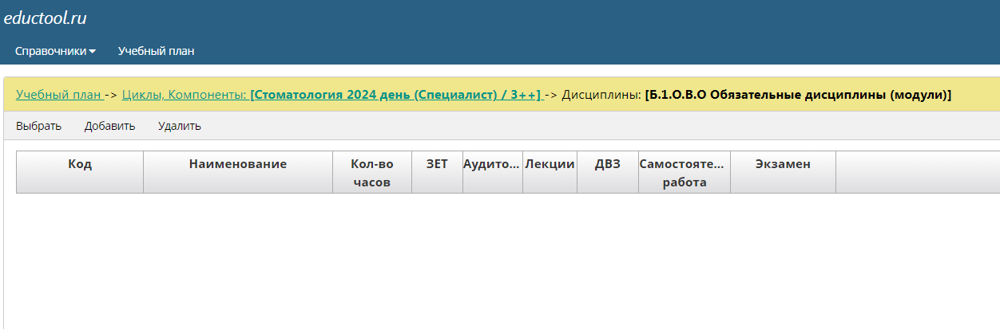 eductool.ru
Справочники Учебный план
Учебный план -> Циклы, Компоненты: [Стоматология 2024 день (Специалист) / 3++] -> Дисциплины: [Б.1.О.В.О Обязательные дисциплины (модули)]
Выбрать Добавить Удалить
Код Наименование Кол-во ЗЕТ Аудито... Лекции ДВЗ Самостояте... Экзамен
часов работа